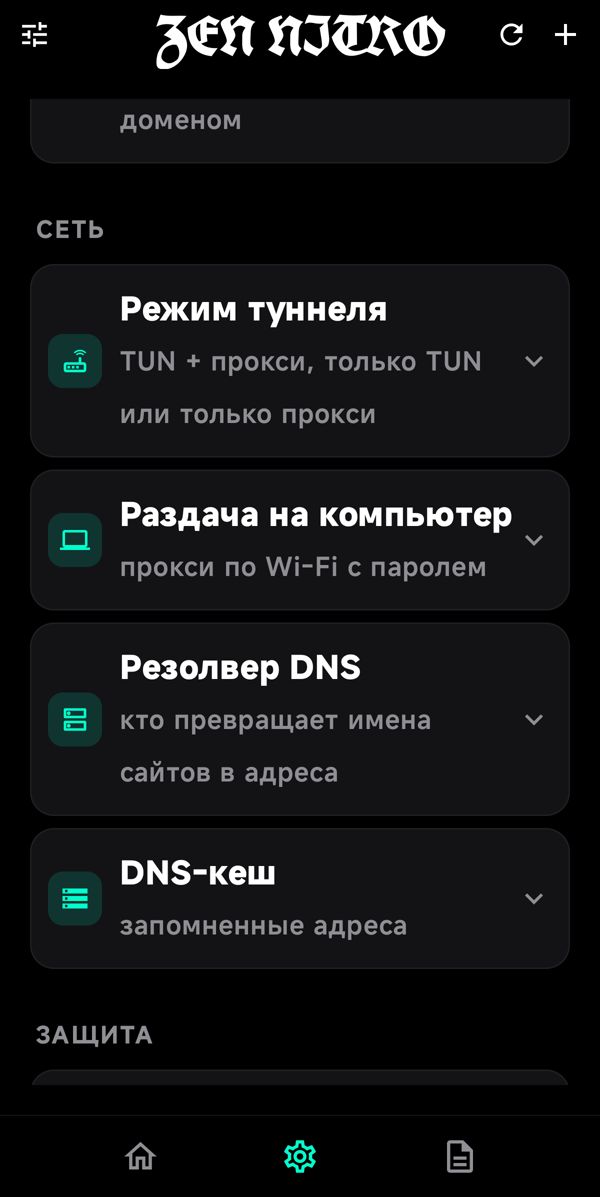 ZEN NITRO
доменом
СЕТЬ
Режим туннеля
TUN + прокси, только TUN
или только прокси
Раздача на компьютер
прокси по Wi-Fi с паролем
Резолвер DNS
кто превращает имена
сайтов в адреса
DNS-кеш
запомненные адреса
ЗАЩИТА